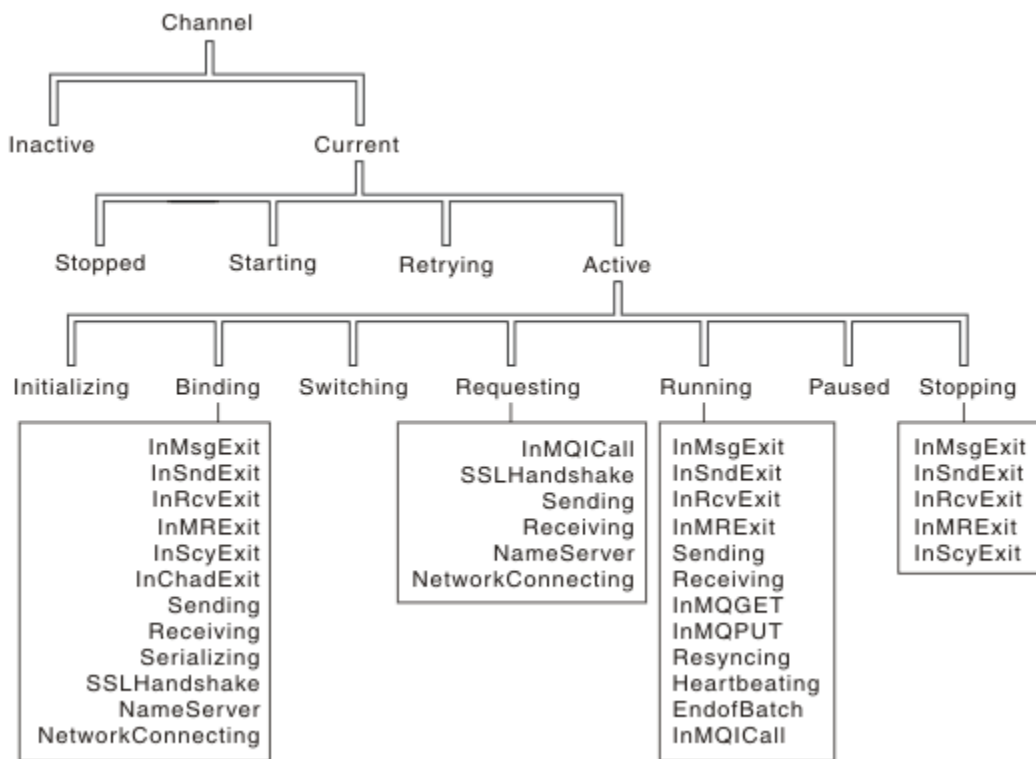 Channel
Inactive
Current
Stopped
Starting
Retrying
Active
Initializing
Binding
Switching
Requesting
Running
Paused
Stopping
InMsgExit
InSndExit
InRcvExit
InMRExit
InScyExit
InChadExit
Sending
Receiving
Serializing
SSLHandshake
NameServer
NetworkConnecting
InMQICall
SSLHandshake
Sending
Receiving
NameServer
NetworkConnecting
InMsgExit
InSndExit
InRcvExit
InMRExit
Sending
Receiving
InMQGET
InMQPUT
Resyncing
Heartbeating
EndofBatch
InMQICall
InMsgExit
InSndExit
InRcvExit
InMRExit
InScyExit